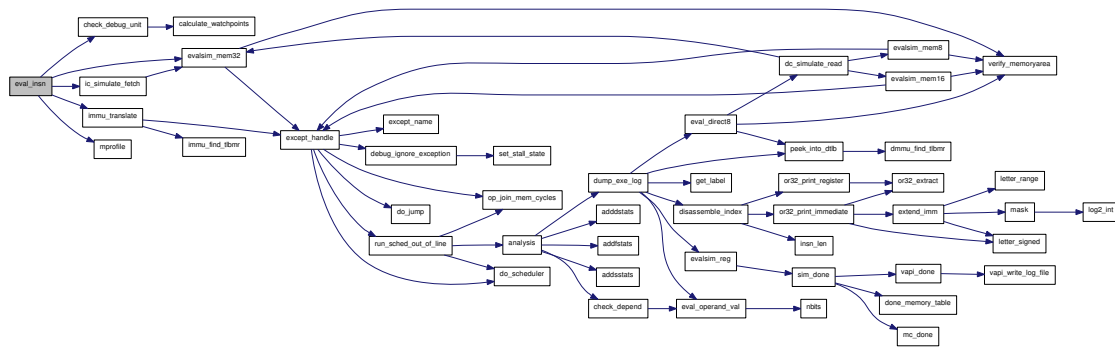 check_debug_unit
calculate_watchpoints
evalsim_mem32
evalsim_mem8
dc_simulate_read
verify_memoryarea
eval_insn
ic_simulate_fetch
evalsim_mem16
immu_translate
except_name
eval_direct8
except_handle
mprofile
immu_find_tlbmr
debug_ignore_exception
set_stall_state
peek_into_dtlb
dmmu_find_tlbmr
dump_exe_log
get_label
or32_print_register
or32_extract
letter_range
op_join_mem_cycles
do_jump
adddstats
disassemble_index
or32_print_immediate
extend_imm
mask
log2_int
run_sched_out_of_line
analysis
addfstats
insn_len
letter_signed
evalsim_reg
do_scheduler
addsstats
sim_done
vapi_done
vapi_write_log_file
check_depend
eval_operand_val
nbits
done_memory_table
mc_done